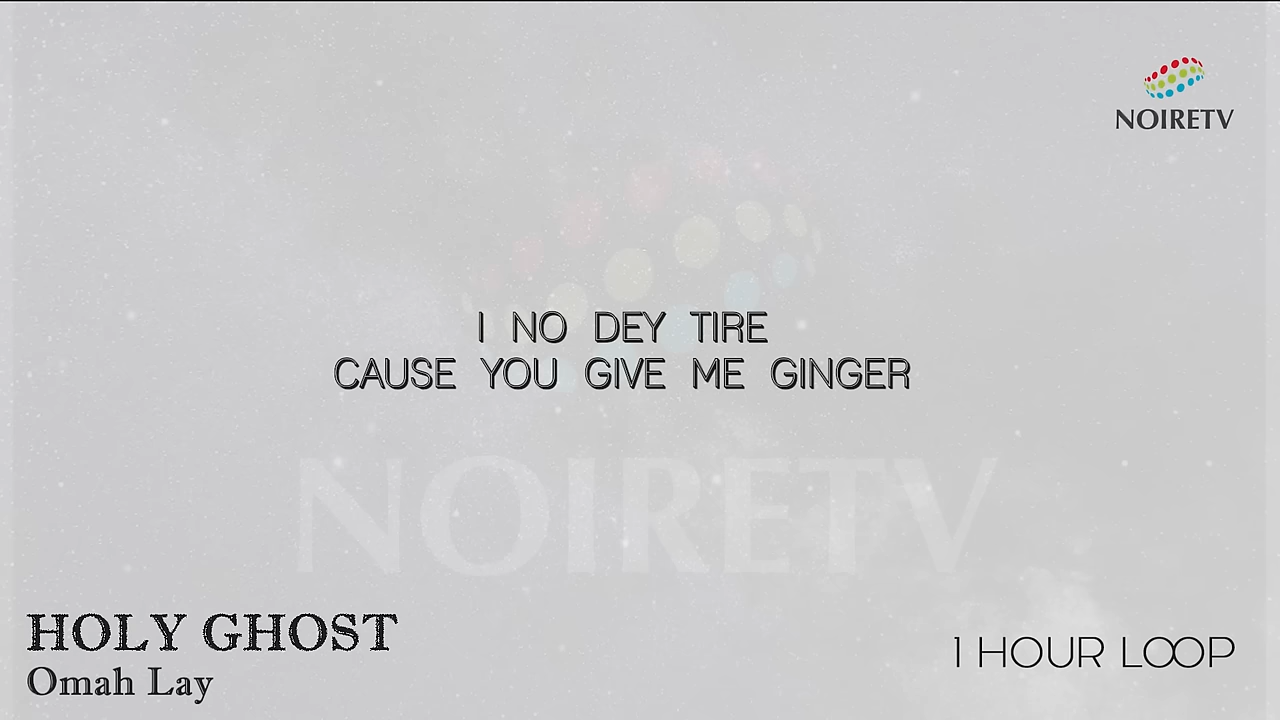 NOIRETV
I NO DEY TIRE
CAUSE YOU GIVE ME GINGER
NOIRETV
HOLY GHOST
Omah Lay
1 HOUR LOOP